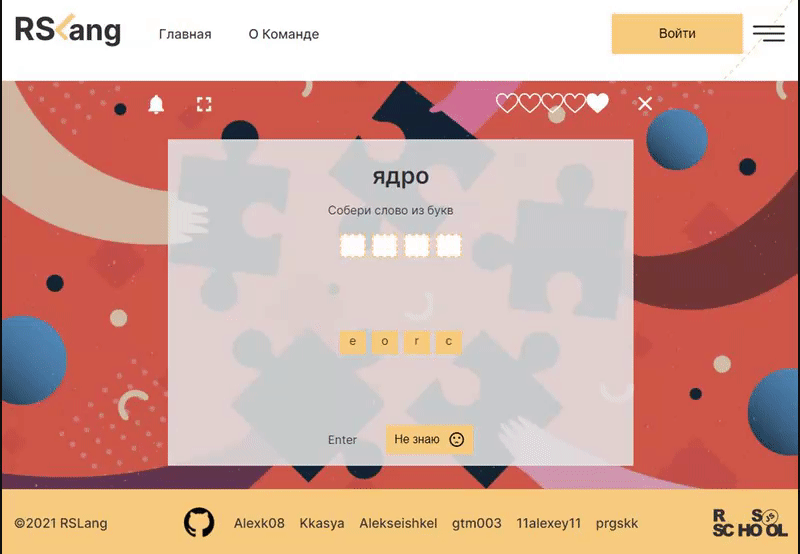 RSLang
Главная
О Команде
Войти
ядро
Собери слово из букв
e o r c
Enter
Не знаю
©2021 RSLang
Alexk08 Kkasya Alekseishkel gtm003 11alexey11 prgskk
RS
SCHOOL